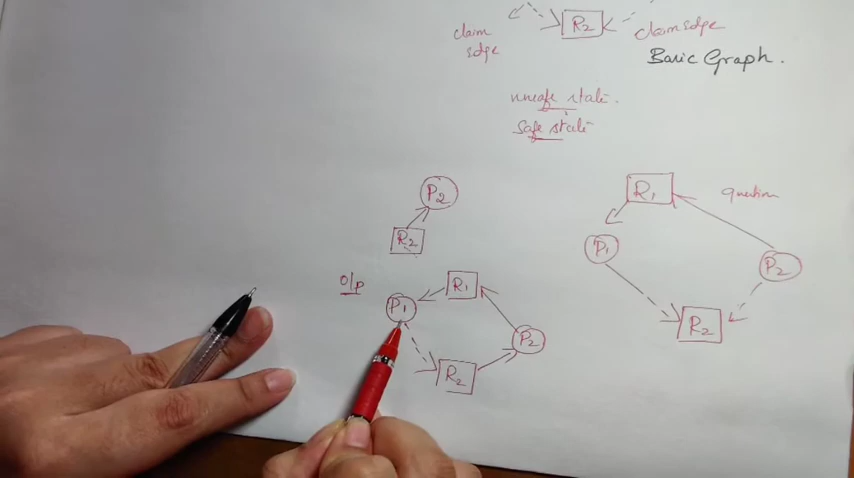 claim
edge
R2
claim edge
Basic Graph.
unsafe state.
safe state
P2
R2
R1
question
P1
P2
R2
O/P
R1
P1
P2
R2